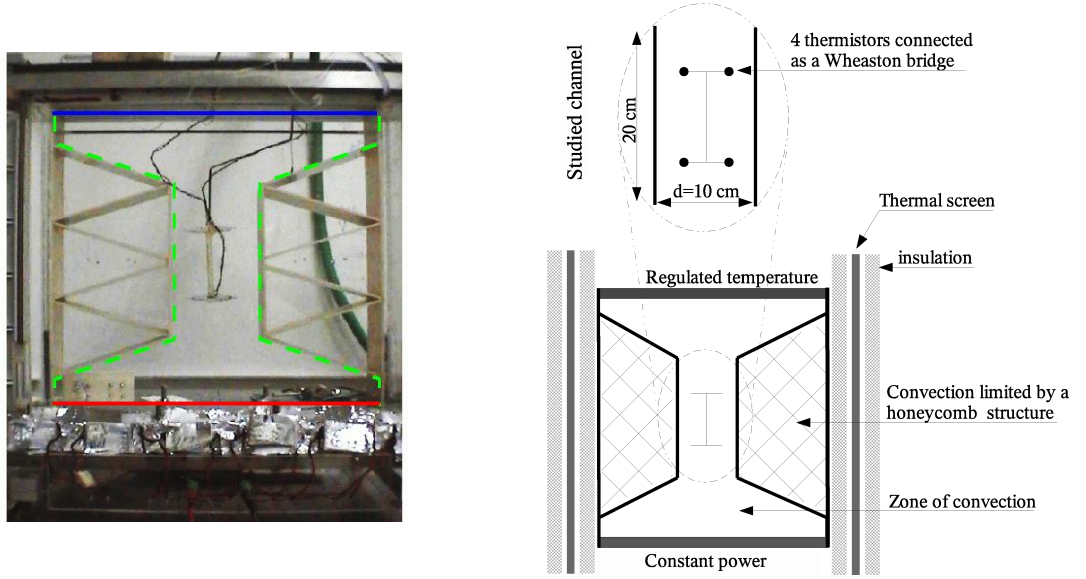 4 thermistors connected
as a Wheaston bridge
Studied channel
20 cm
d=10 cm
Thermal screen
insulation
Regulated temperature
Convection limited by a
honeycomb structure
Zone of convection
Constant power